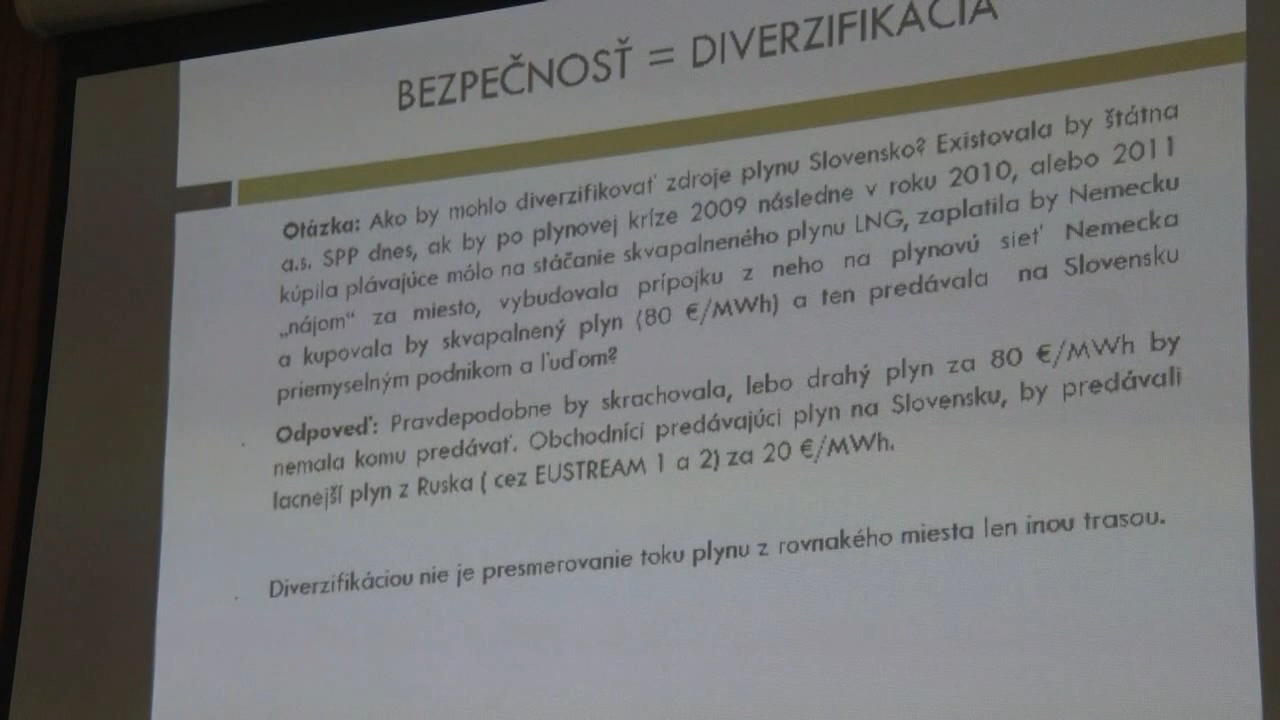 BEZPEČNOSŤ = DIVERZIFIKÁCIA
Otázka: Ako by mohlo diverzifikovať zdroje plynu Slovensko? Existovala by štátna
a.s. SPP dnes, ak by po plynovej kríze 2009 následne v roku 2010, alebo 2011
kúpila plávajúce mólo na stáčanie skvapalneného plynu LNG, zaplatila by Nemecku
„nájom“ za miesto, vybudovala prípojku z neho na plynovú sieť Nemecka
a kupovala by skvapalnený plyn (80 €/MWh) a ten predávala na Slovensku
priemyselným podnikom a ľuďom?
Odpoveď: Pravdepodobne by skrachovala, lebo drahý plyn za 80 €/MWh by
nemala komu predávať. Obchodníci predávajúci plyn na Slovensku, by predávali
lacnejší plyn z Ruska ( cez EUSTREAM 1 a 2) za 20 €/MWh.
Diverzifikáciou nie je presmerovanie toku plynu z rovnakého miesta len inou trasou.